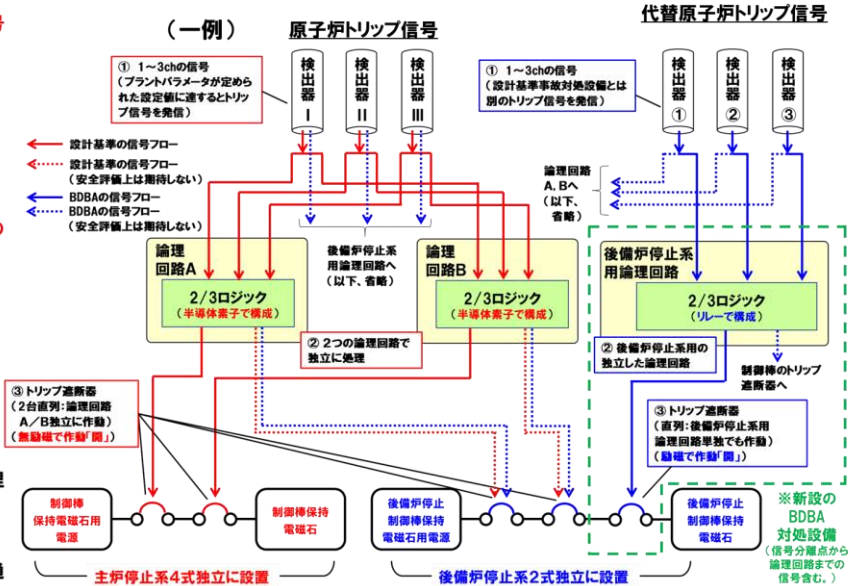 号
（一例）
原子炉トリップ信号
代替原子炉トリップ信号
① 1～3chの信号
（プラントパラメータが定めら
れた設定値に達するとトリッ
プ信号を発信）
検出器
Ⅰ
検出器
Ⅱ
検出器
Ⅲ
① 1～3chの信号
（設計基準事故対処設備とは
別のトリップ信号を発信）
検出器
①
検出器
②
検出器
③
設計基準の信号フロー
設計基準の信号フロー
（安全評価上は期待しない）
BDBAの信号フロー
BDBAの信号フロー
（安全評価上は期待しない）
の
論理回路
A, Bへ
（以下、
省略）
論理
回路A
2/3ロジック
（半導体素子で構成）
後備炉停止系
用論理回路へ
（以下、省略）
論理
回路B
2/3ロジック
（半導体素子で構成）
後備炉停止系
用論理回路
2/3ロジック
（リレーで構成）
② 2つの論理回路で
独立に処理
② 後備炉停止系用の
独立した論理回路
制御棒のトリップ
遮断器へ
③ トリップ遮断器
（2台直列：論理回路
A／B独立に作動）
（無励磁で作動「開」）
③ トリップ遮断器
（直列：後備炉停止系用
論理回路単独でも作動）
（励磁で作動「開」）
理
制御棒
保持電磁石用
電源
制御棒保持
電磁石
後備炉停止
制御棒保持
電磁石用電源
後備炉停止
制御棒保持
電磁石
※新設の
BDBA
対処設備
（信号分離点から
論理回路までの
信号含む。）
主炉停止系4式独立に設置
後備炉停止系2式独立に設置